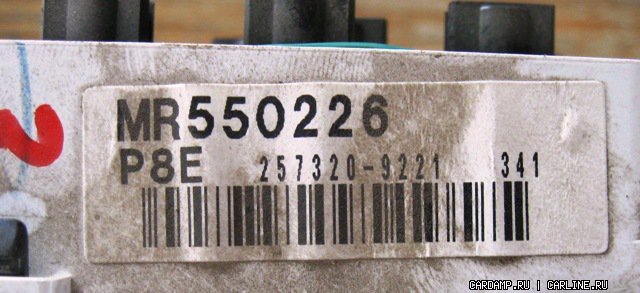 MR550226
P8E 257320-9221 341
CARDAMP.RU | CARLINE.RU